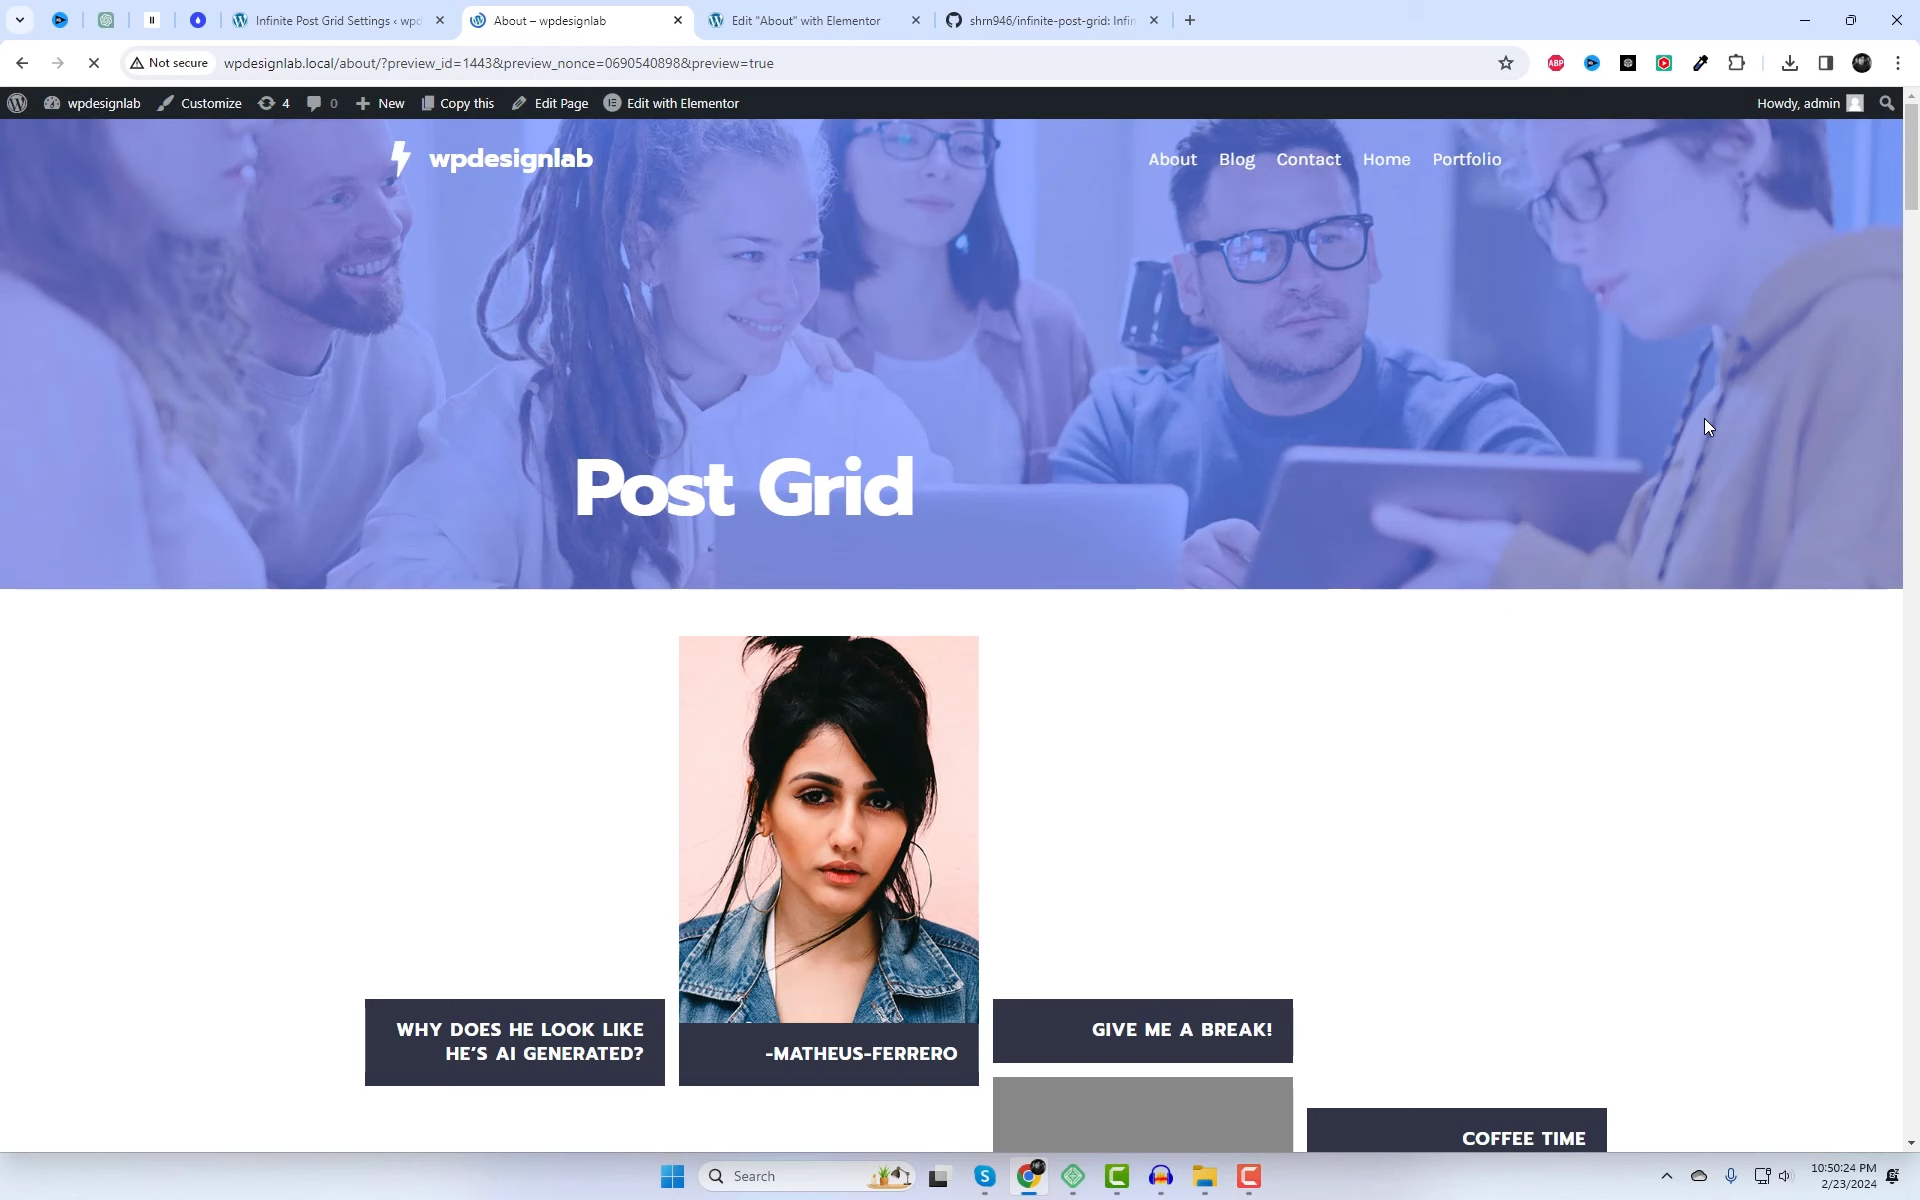 Infinite Post Grid Settings ‹ wpd
About – wpdesignlab
Edit "About" with Elementor
shrn946/infinite-post-grid: Infin
Not secure
wpdesignlab.local/about/?preview_id=1443&preview_nonce=0690540898&preview=true
ABP
wpdesignlab
Customize
4
0
New
Copy this
Edit Page
Edit with Elementor
Howdy, admin
wpdesignlab
About
Blog
Contact
Home
Portfolio
Post Grid
WHY DOES HE LOOK LIKE
HE'S AI GENERATED?
-MATHEUS-FERRERO
GIVE ME A BREAK!
COFFEE TIME
Search
10:50:24 PM
2/23/2024